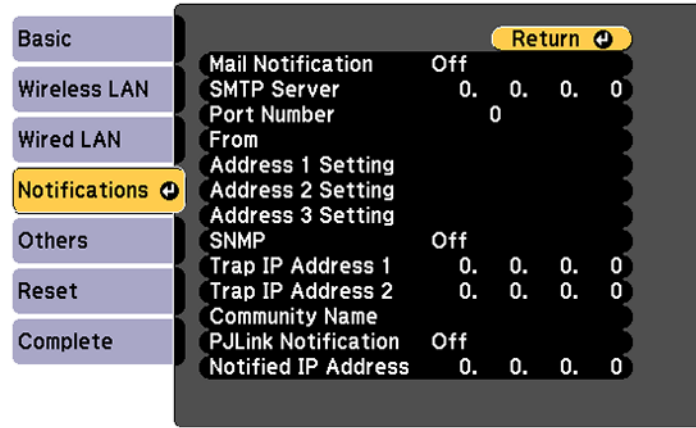 Basic
Wireless LAN
Wired LAN
Notifications
Others
Reset
Complete
Return
Mail Notification Off
SMTP Server 0. 0. 0. 0
Port Number 0
From
Address 1 Setting
Address 2 Setting
Address 3 Setting
SNMP Off
Trap IP Address 1 0. 0. 0. 0
Trap IP Address 2 0. 0. 0. 0
Community Name
PJLink Notification Off
Notified IP Address 0. 0. 0. 0